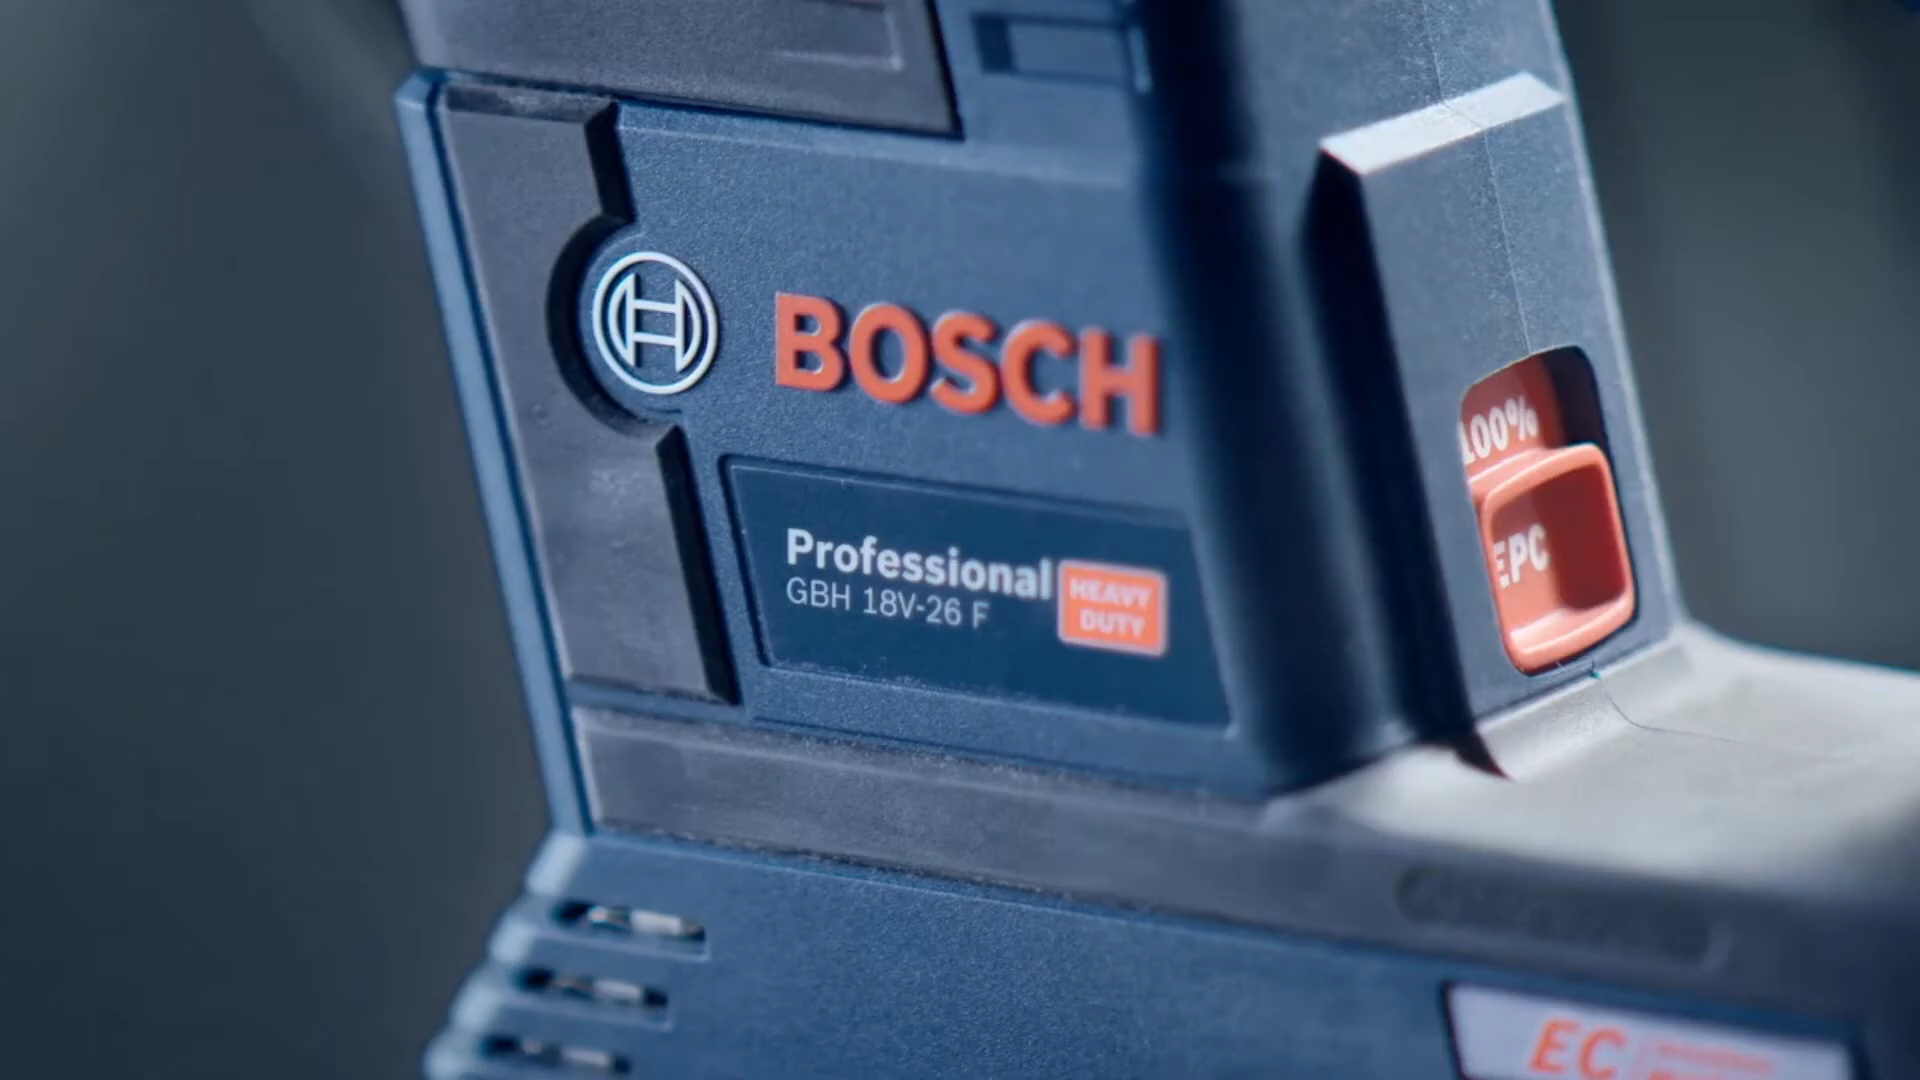 BOSCH
Professional
GBH 18V-26 F
HEAVY
DUTY
100%
EPC
EC